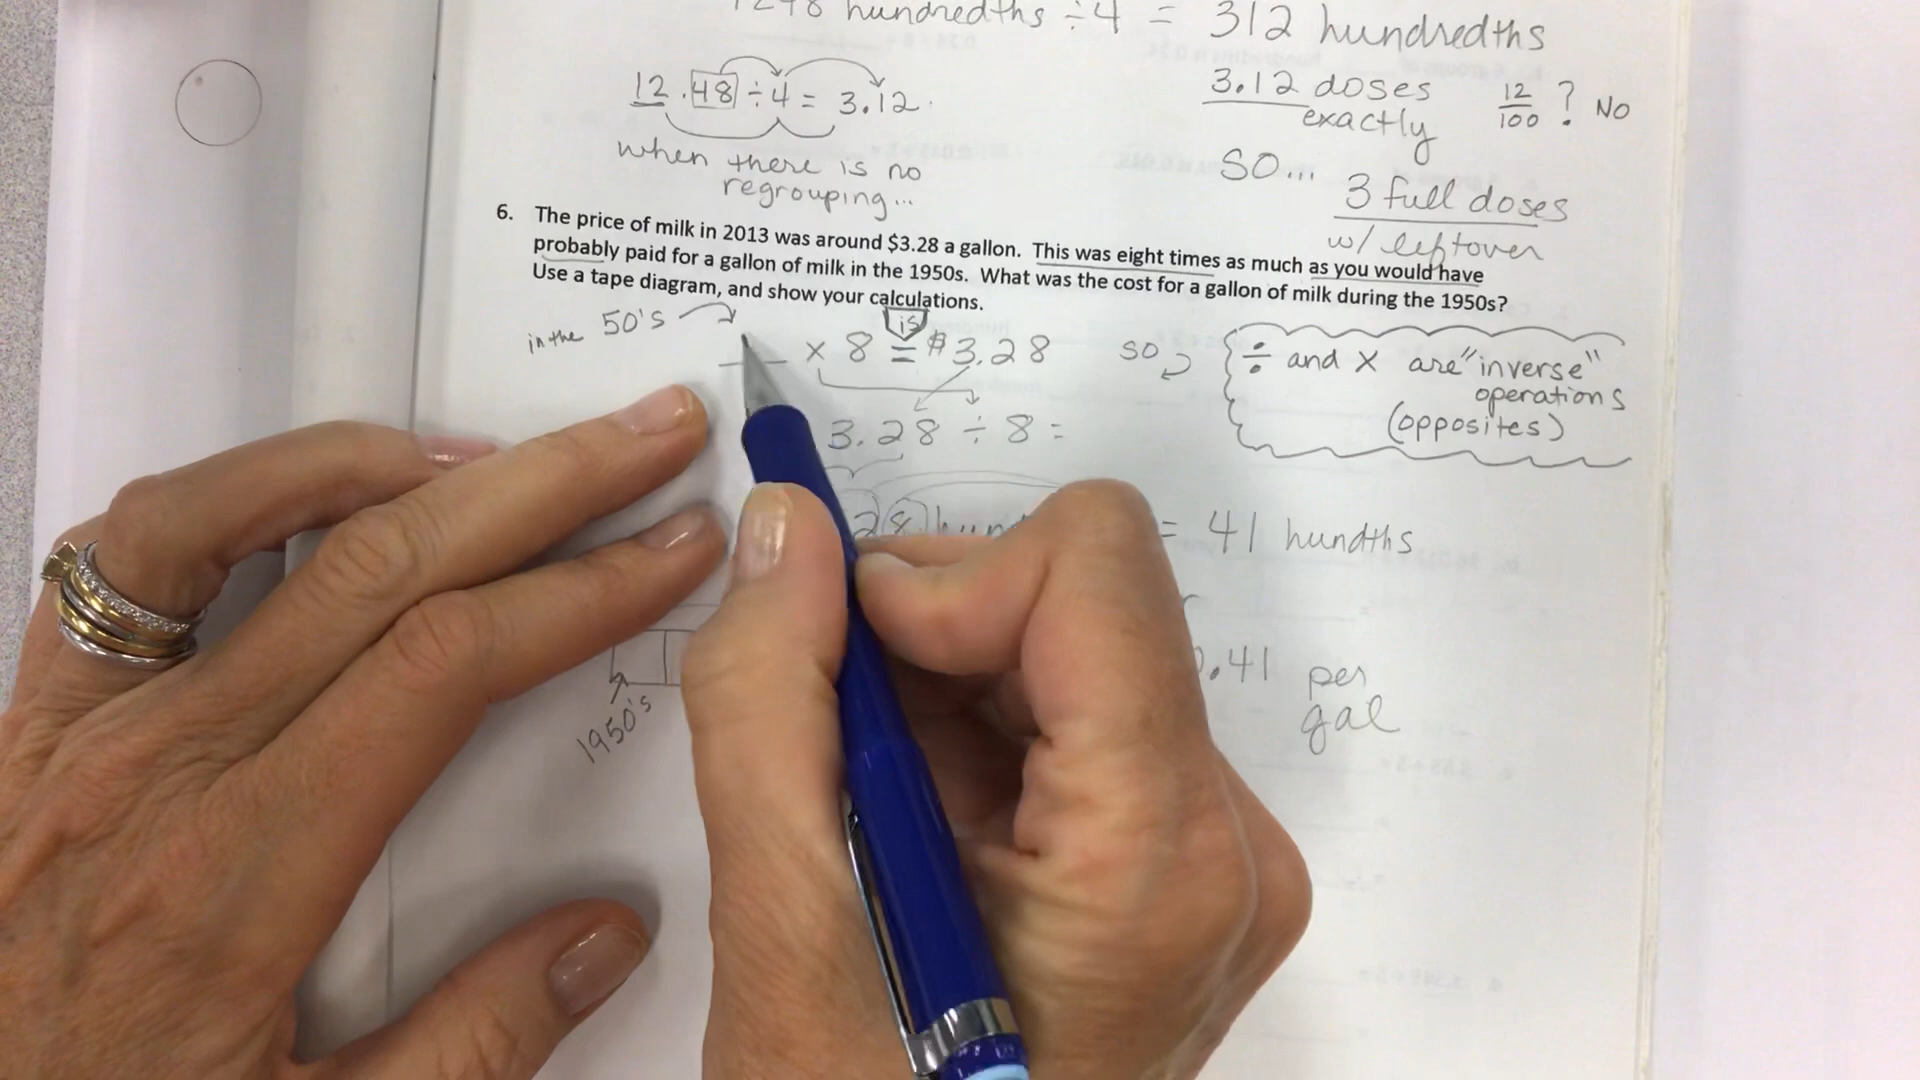 hundredths ÷ 4 = 312 hundredths
12.48 ÷ 4 = 3.12
when there is no
regrouping...
3.12 doses
exactly
12/100 ? NO
SO...
3 full doses
w/ leftover
6. The price of milk in 2013 was around $3.28 a gallon. This was eight times as much as you would have
probably paid for a gallon of milk in the 1950s. What was the cost for a gallon of milk during the 1950s?
Use a tape diagram, and show your calculations.
in the 50's
is
x 8 = $3.28
so
÷ and x are "inverse"
operations
(opposites)
3.28 ÷ 8 =
28 = 41 hundths
.41 per
gal
1950's